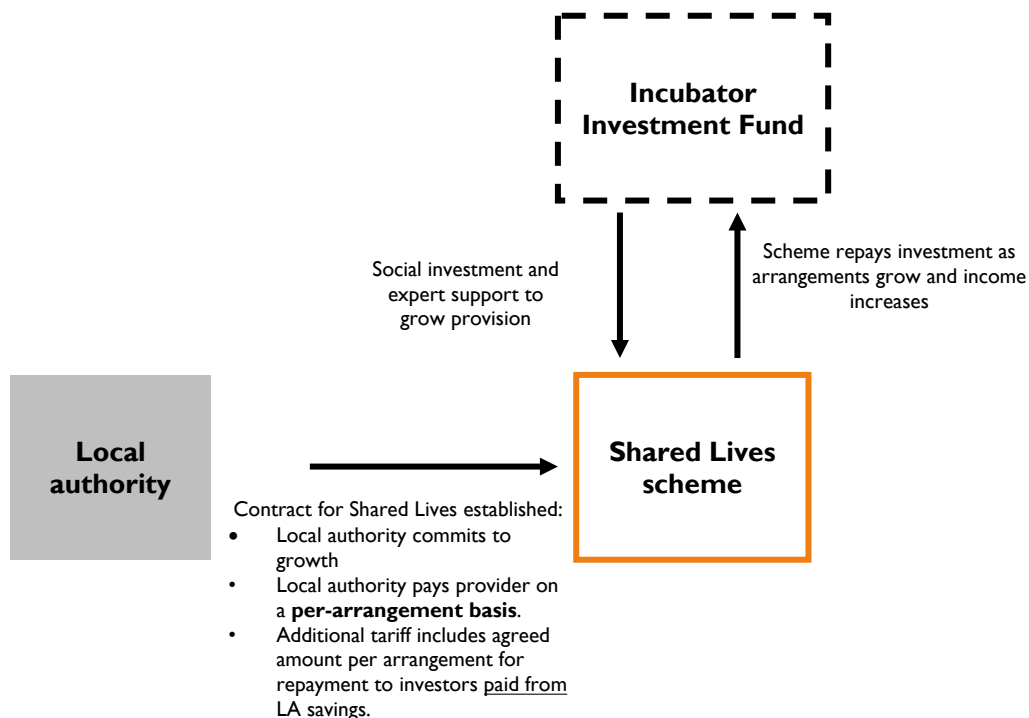 Incubator
Investment Fund
Social investment and
expert support to
grow provision
Scheme repays investment as
arrangements grow and income
increases
Local
authority
Shared Lives
scheme
Contract for Shared Lives established:
• Local authority commits to
growth
• Local authority pays provider on
a per-arrangement basis.
• Additional tariff includes agreed
amount per arrangement for
repayment to investors paid from
LA savings.